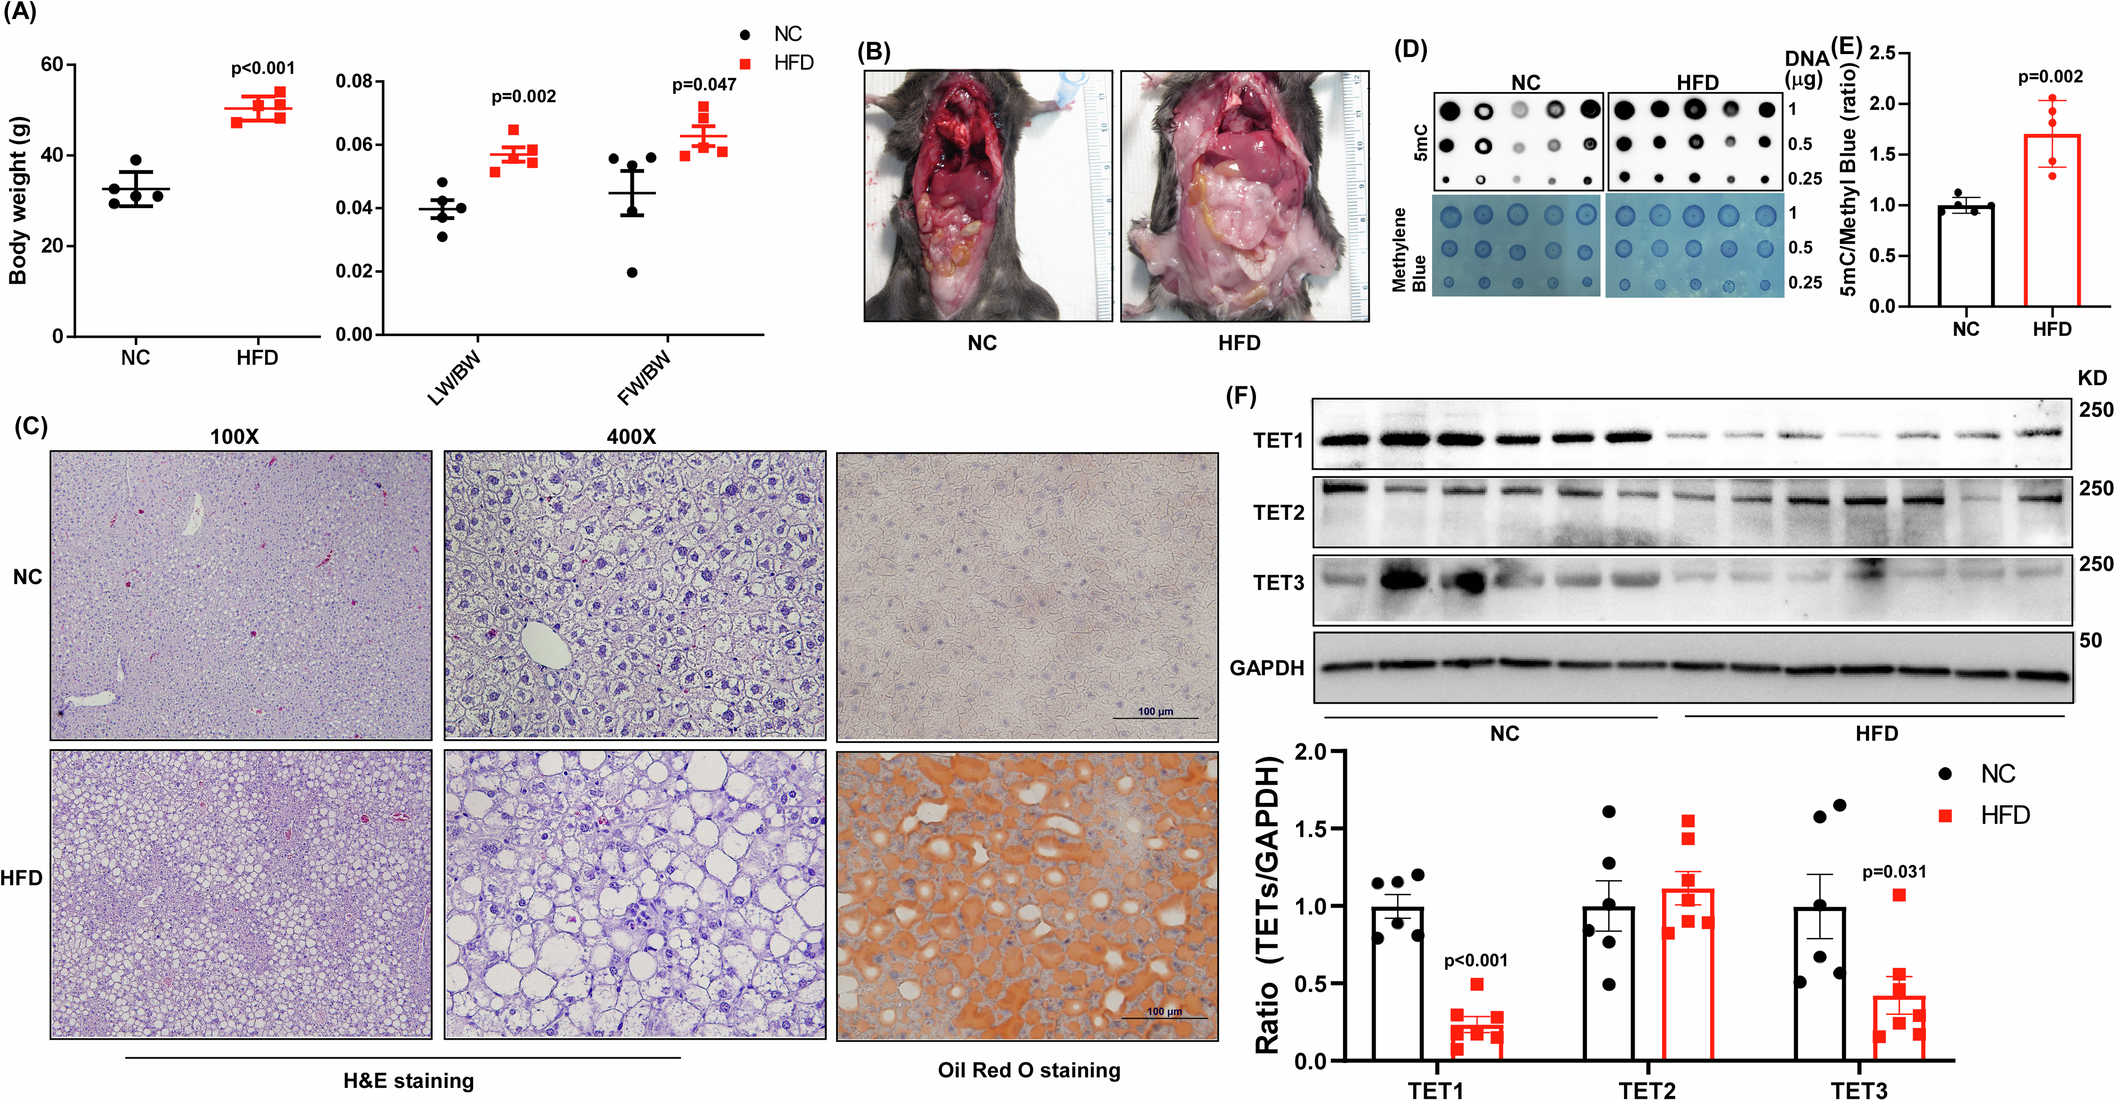 (A)
NC
HFD
Body weight (g)
60
40
20
0
p<0.001
NC
HFD
0.08
0.06
0.04
0.02
0.00
p=0.002
p=0.047
LW/BW
FW/BW
(B)
NC
HFD
(D)
NC
HFD
DNA
(μg)
5mC
1
0.5
0.25
Methylene
Blue
1
0.5
0.25
(E)
5mC/Methyl Blue (ratio)
2.5
2.0
1.5
1.0
0.5
0.0
p=0.002
NC
HFD
(C)
100X
400X
NC
100 μm
HFD
100 μm
H&E staining
Oil Red O staining
(F)
KD
TET1
250
TET2
250
TET3
250
GAPDH
50
NC
HFD
Ratio (TETs/GAPDH)
2.0
1.5
1.0
0.5
0.0
NC
HFD
p<0.001
p=0.031
TET1
TET2
TET3